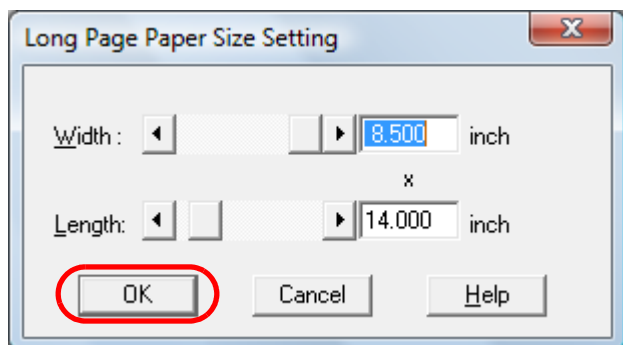 Long Page Paper Size Setting
Width : 8.500 inch
x
Length: 14.000 inch
OK Cancel Help